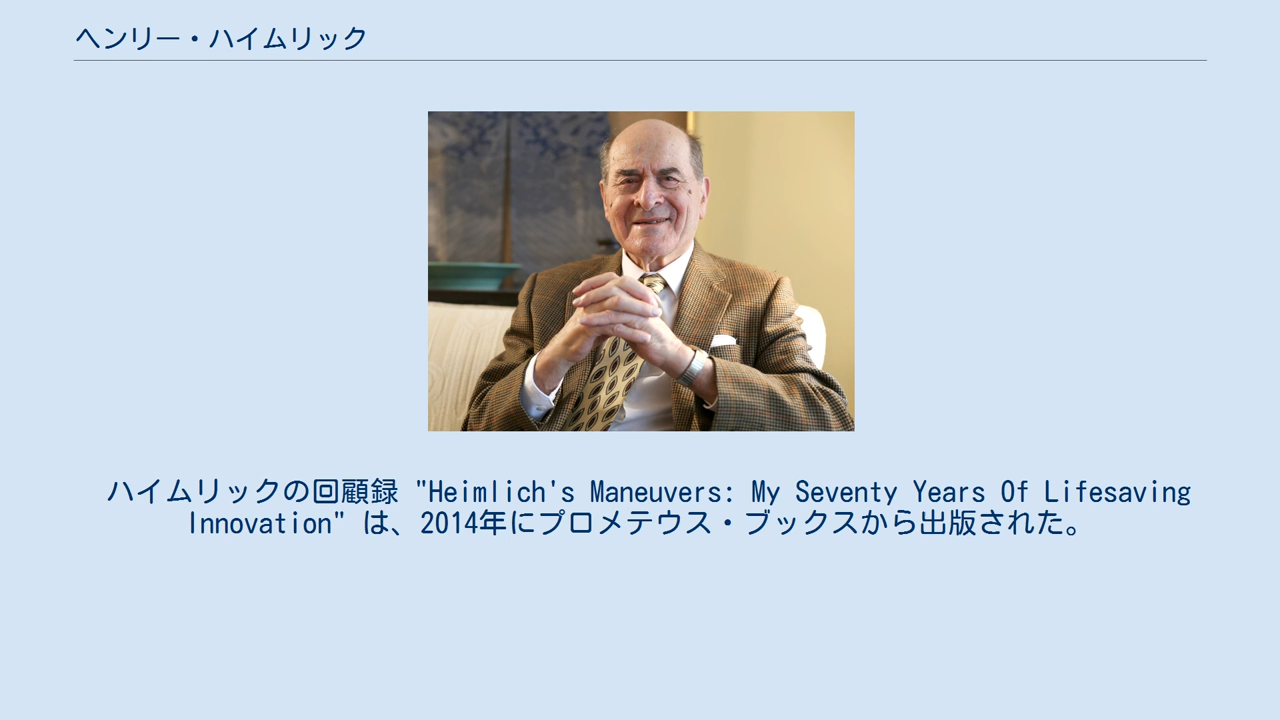 ヘンリー・ハイムリック
ハイムリックの回顧録 "Heimlich's Maneuvers: My Seventy Years Of Lifesaving
Innovation" は、2014年にプロメテウス・ブックスから出版された。